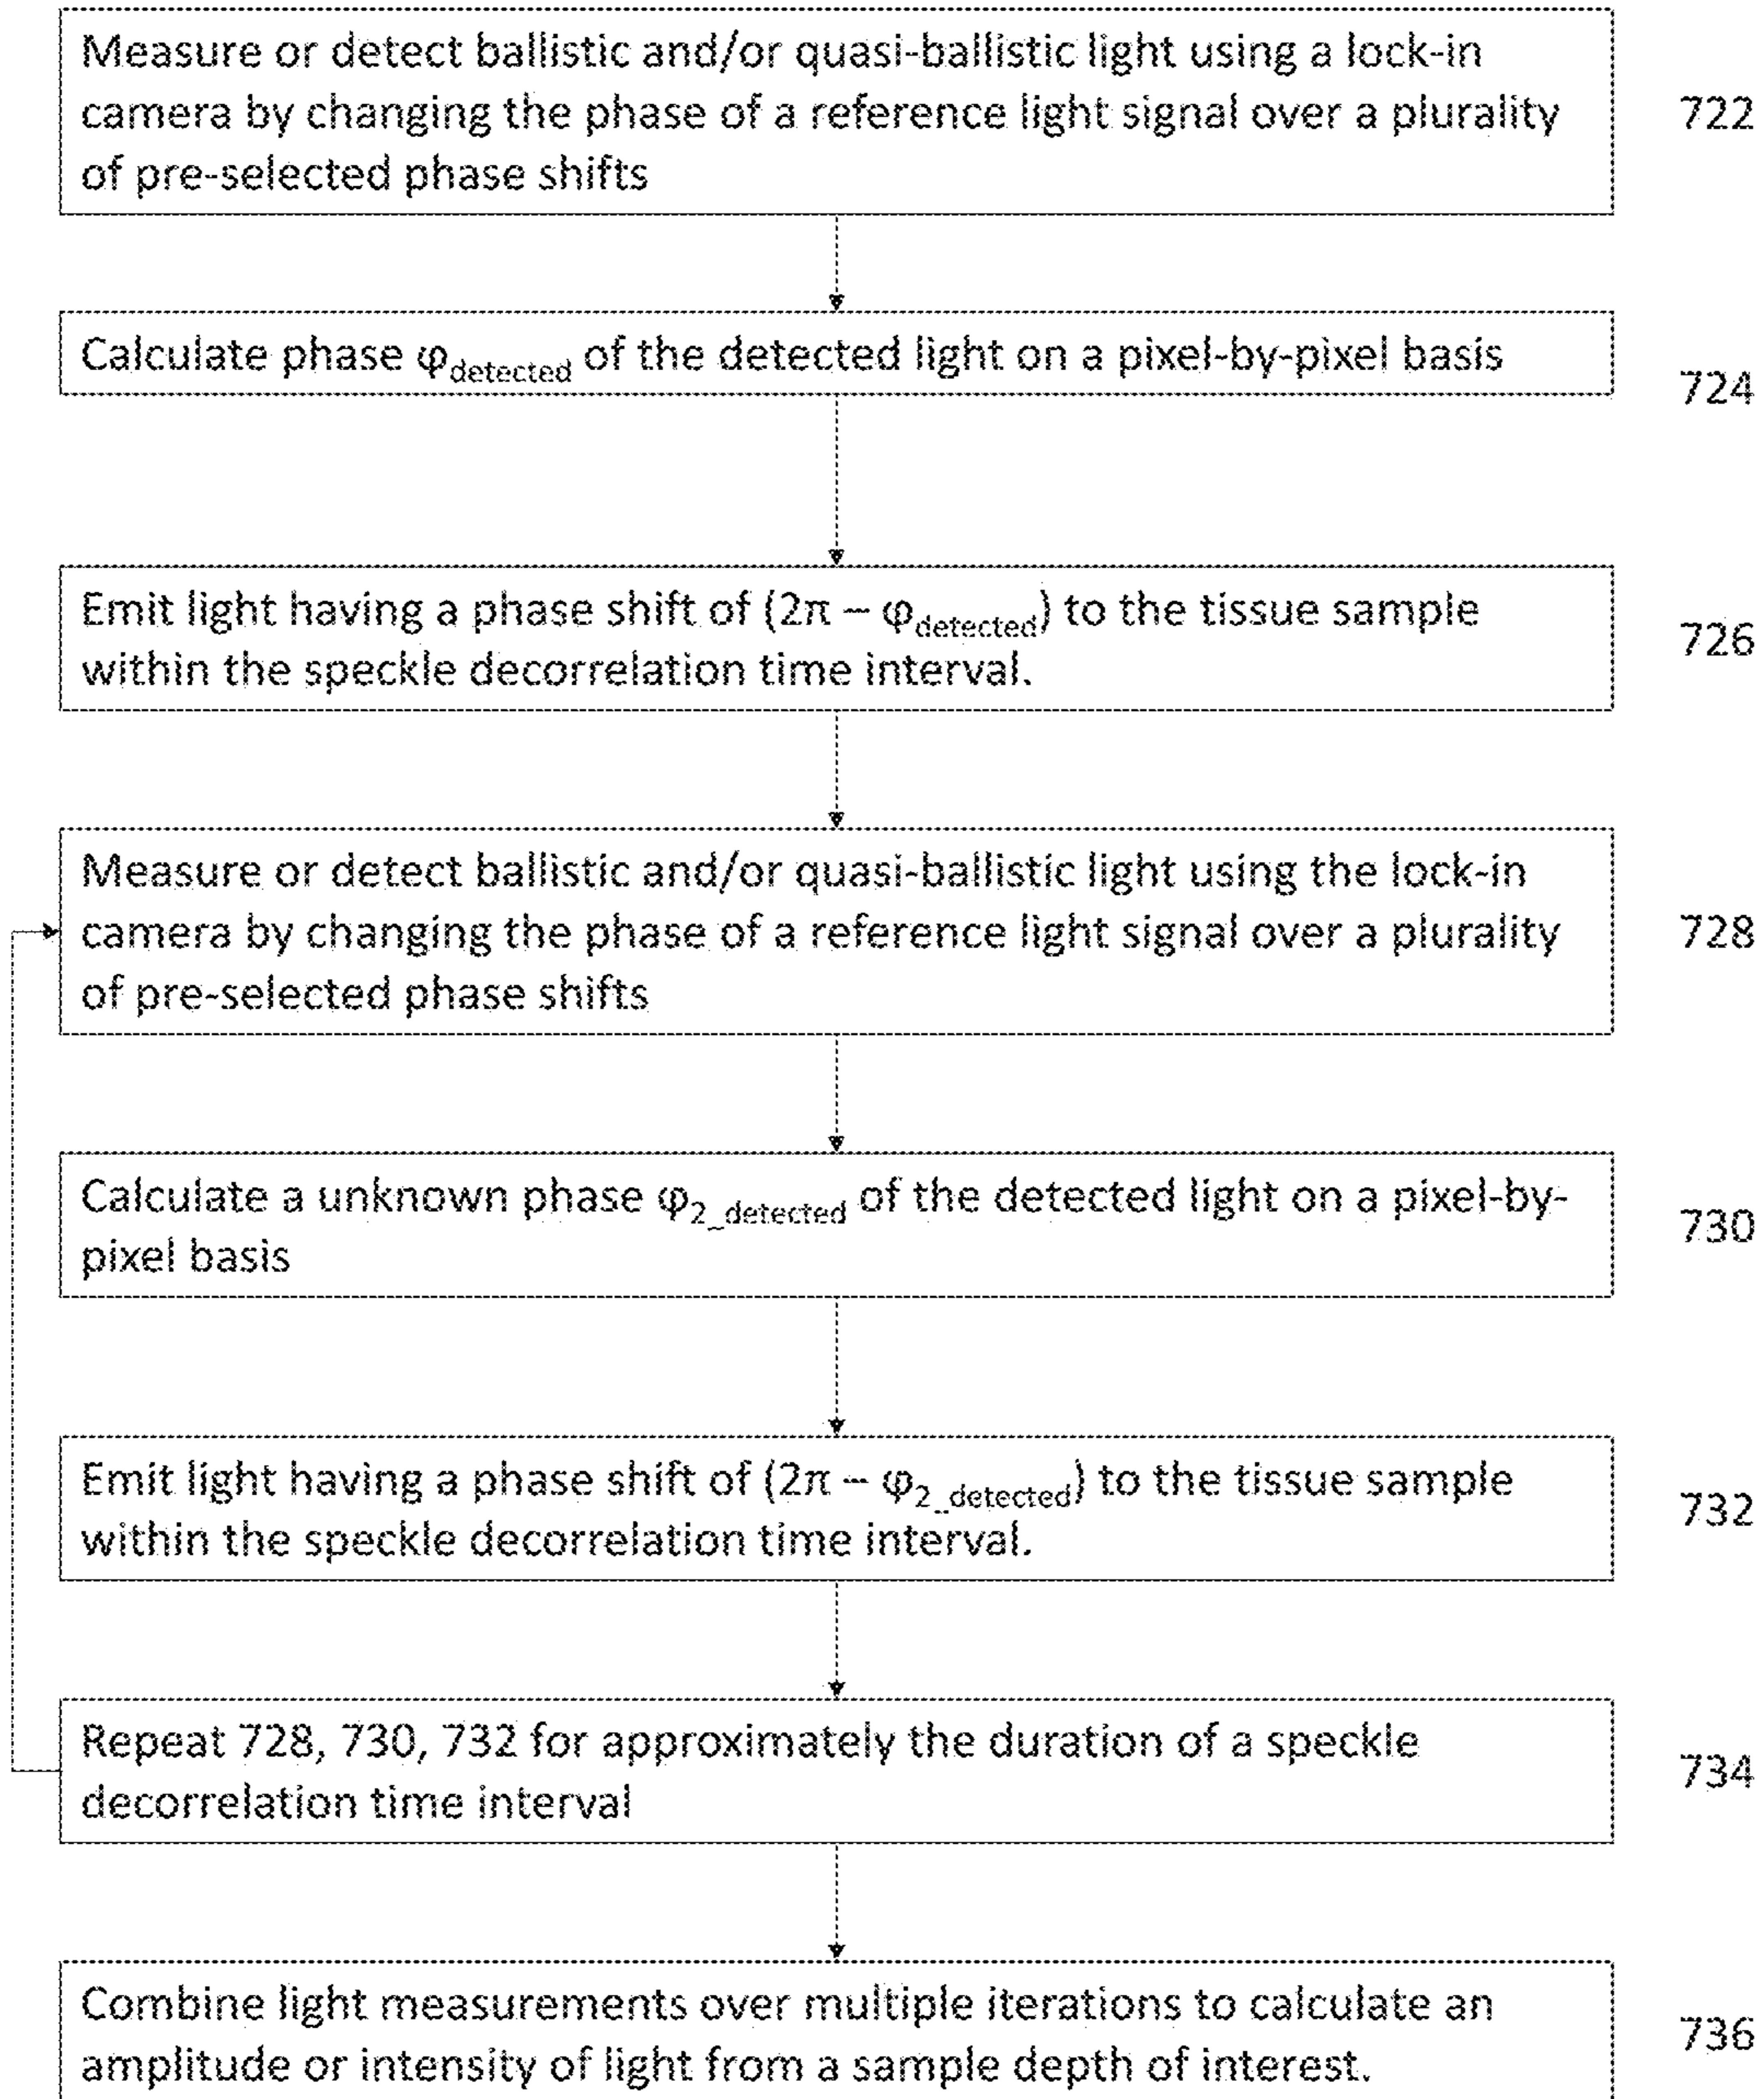 Measure or detect ballistic and/or quasi-ballistic light using a lock-in
camera by changing the phase of a reference light signal over a plurality
of pre-selected phase shifts
722
Calculate phase φdetected of the detected light on a pixel-by-pixel basis
724
Emit light having a phase shift of (2π – φdetected) to the tissue sample
within the speckle decorrelation time interval.
726
Measure or detect ballistic and/or quasi-ballistic light using the lock-in
camera by changing the phase of a reference light signal over a plurality
of pre-selected phase shifts
728
Calculate a unknown phase φ2_detected of the detected light on a pixel-by-
pixel basis
730
Emit light having a phase shift of (2π – φ2_detected) to the tissue sample
within the speckle decorrelation time interval.
732
Repeat 728, 730, 732 for approximately the duration of a speckle
decorrelation time interval
734
Combine light measurements over multiple iterations to calculate an
amplitude or intensity of light from a sample depth of interest.
736